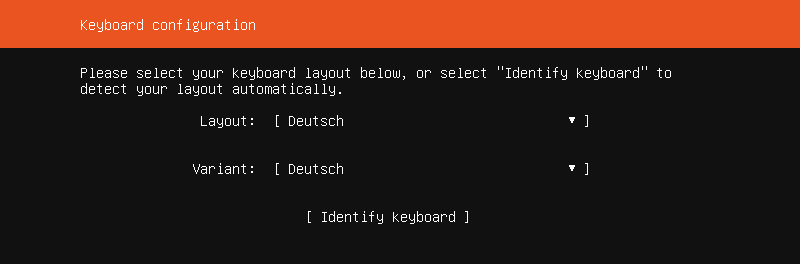 Keyboard configuration
Please select your keyboard layout below, or select "Identify keyboard" to
detect your layout automatically.
Layout: [ Deutsch ▼ ]
Variant: [ Deutsch ▼ ]
[ Identify keyboard ]